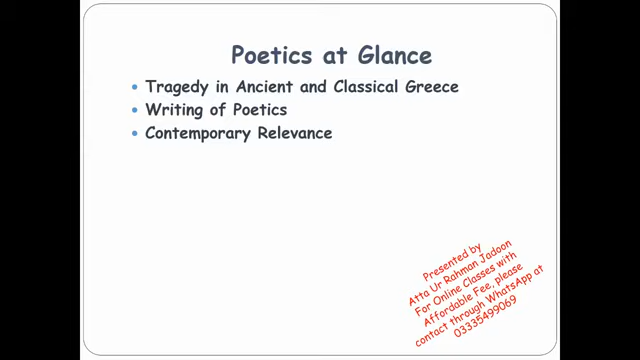 Poetics at Glance
• Tragedy in Ancient and Classical Greece
• Writing of Poetics
• Contemporary Relevance
Presented by
Atta Ur Rahman Jadoon
For Online Classes with
Affordable Fee, please
contact through WhatsApp at
03335499069